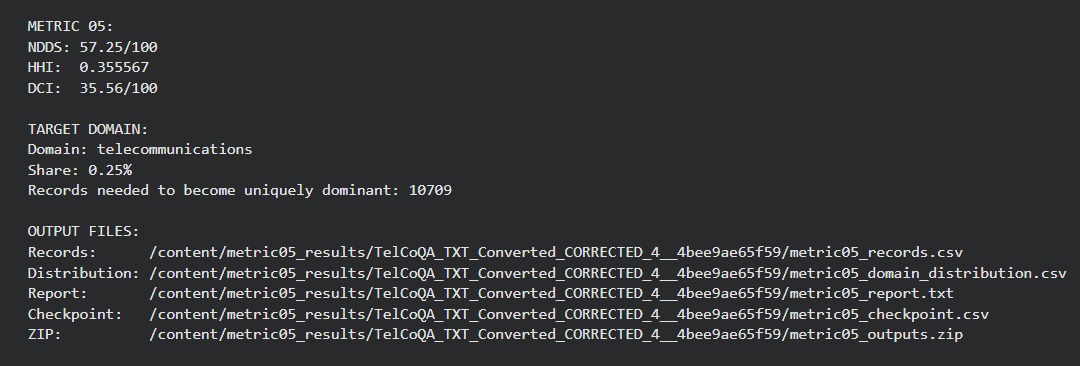 METRIC 05:
NDDS: 57.25/100
HHI:  0.355567
DCI:  35.56/100

TARGET DOMAIN:
Domain: telecommunications
Share: 0.25%
Records needed to become uniquely dominant: 10709

OUTPUT FILES:
Records:      /content/metric05_results/TelCoQA_TXT_Converted_CORRECTED_4__4bee9ae65f59/metric05_records.csv
Distribution: /content/metric05_results/TelCoQA_TXT_Converted_CORRECTED_4__4bee9ae65f59/metric05_domain_distribution.csv
Report:       /content/metric05_results/TelCoQA_TXT_Converted_CORRECTED_4__4bee9ae65f59/metric05_report.txt
Checkpoint:   /content/metric05_results/TelCoQA_TXT_Converted_CORRECTED_4__4bee9ae65f59/metric05_checkpoint.csv
ZIP:          /content/metric05_results/TelCoQA_TXT_Converted_CORRECTED_4__4bee9ae65f59/metric05_outputs.zip